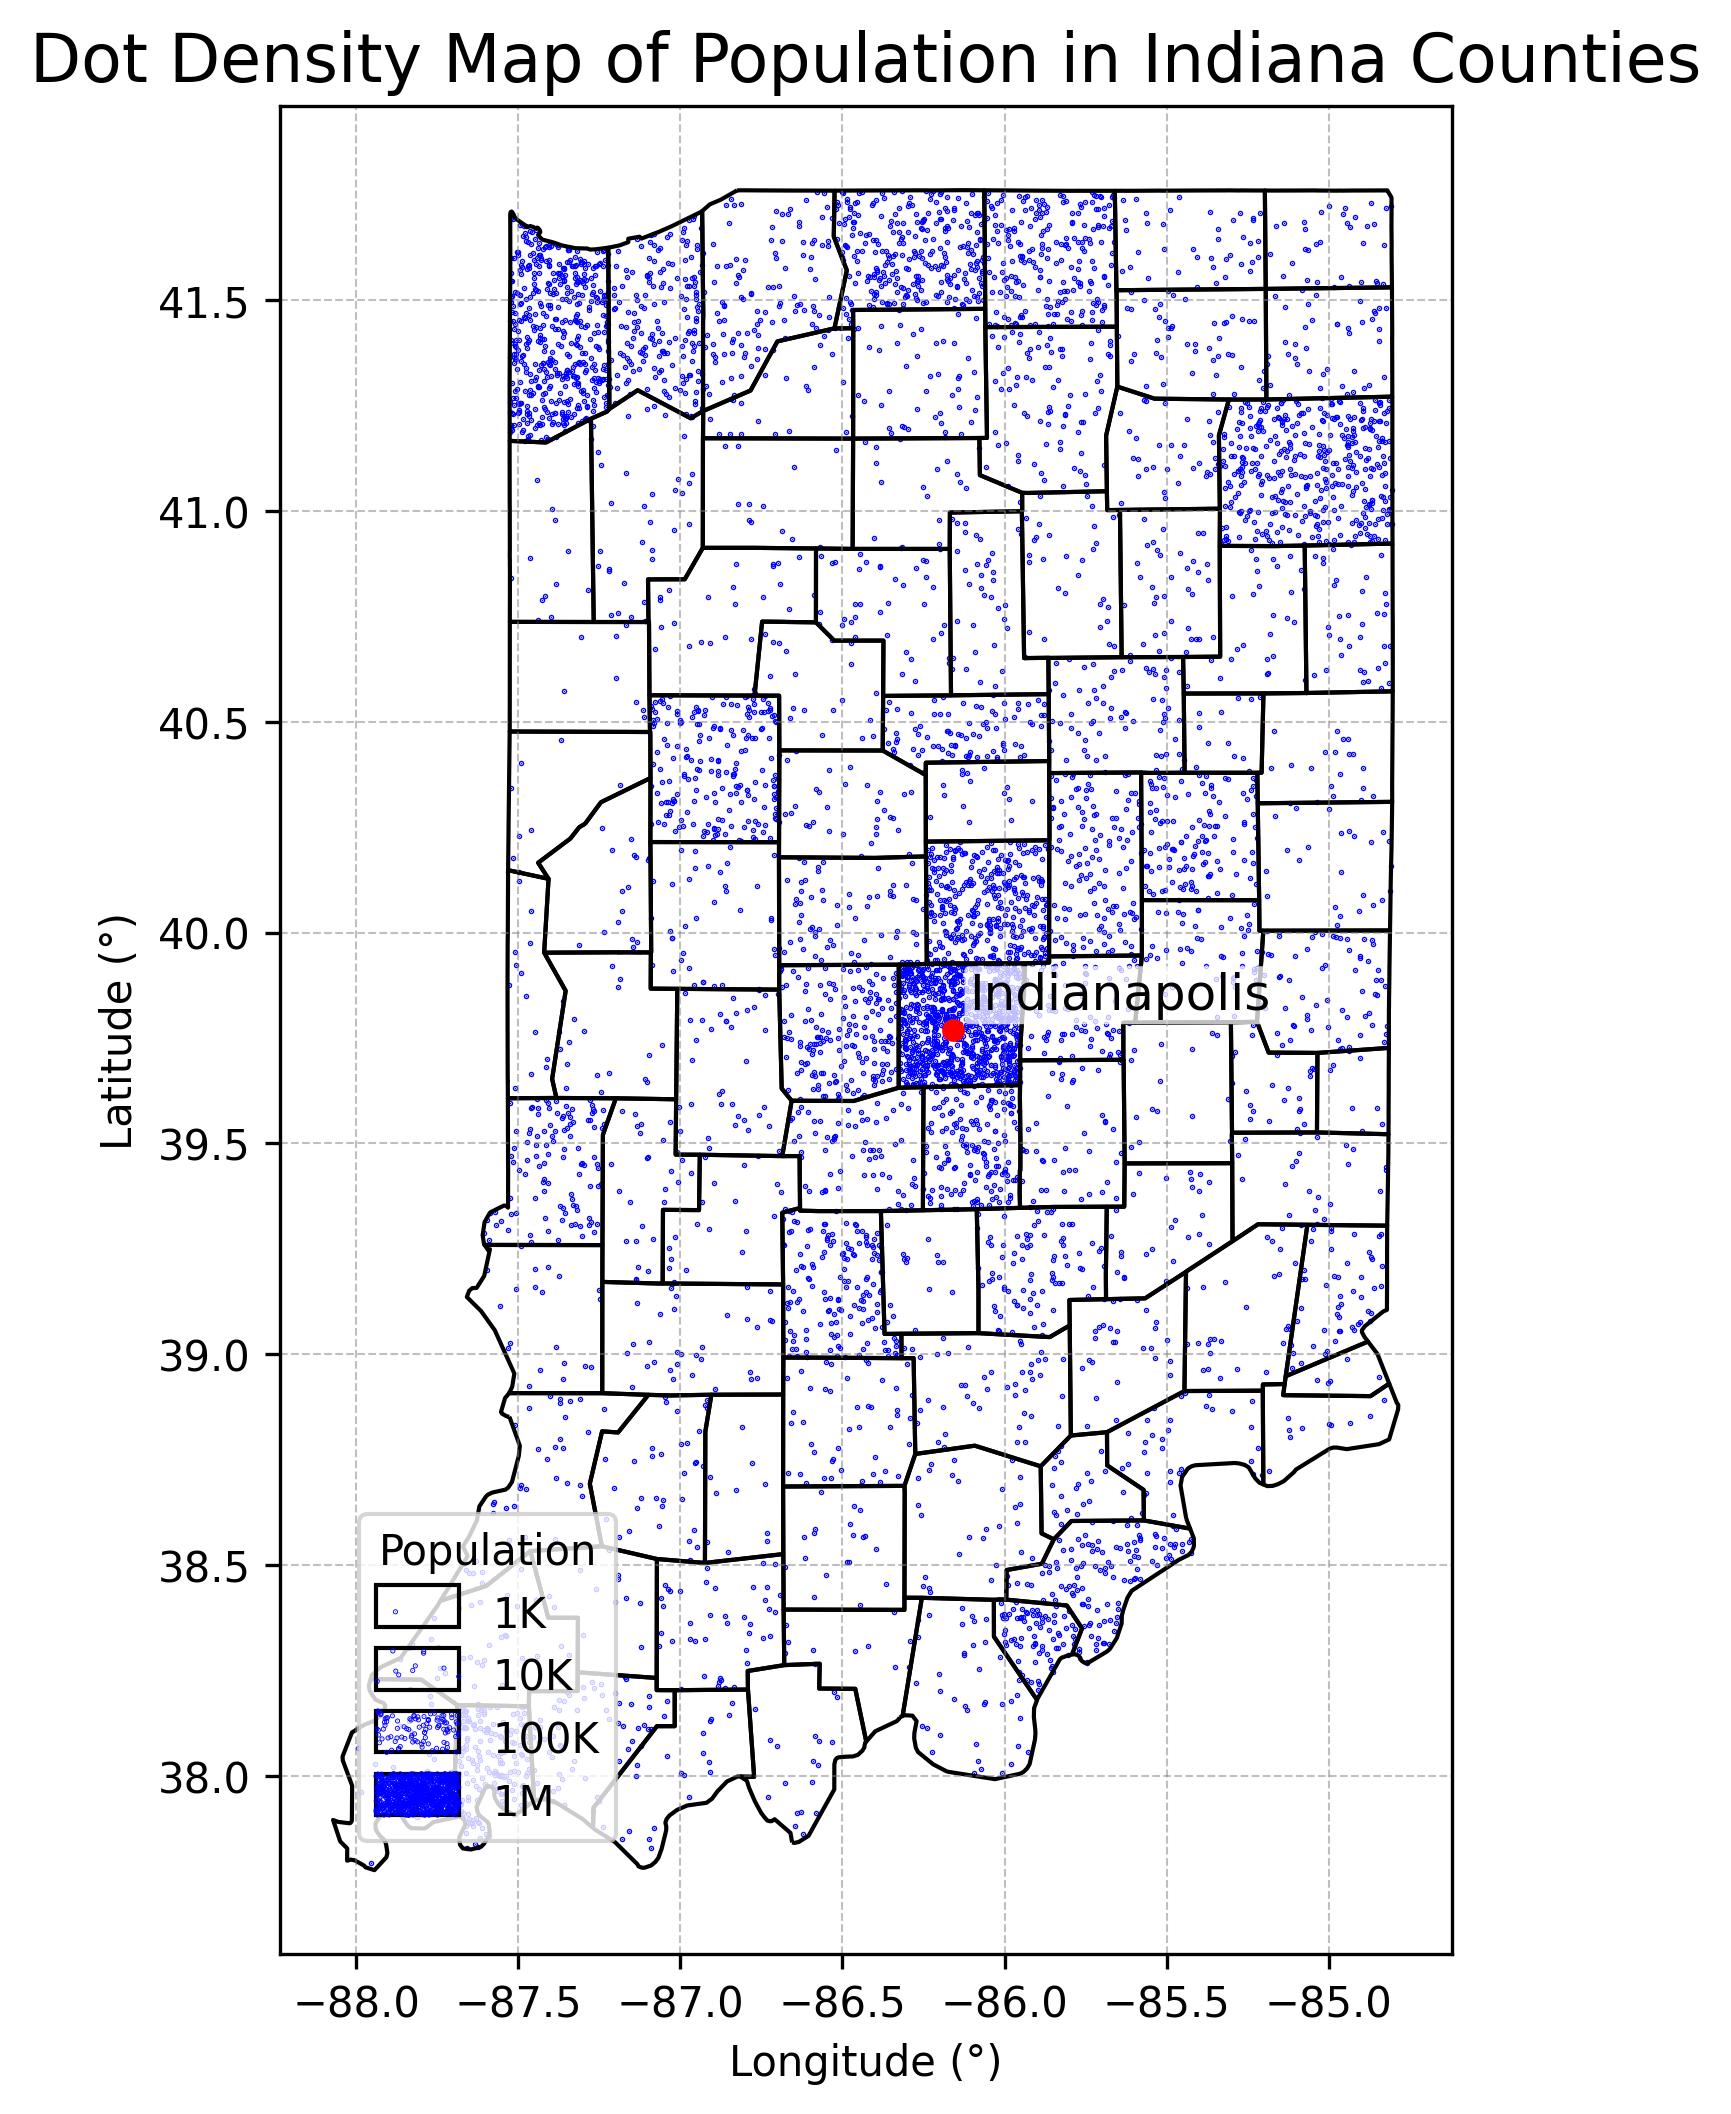 Dot Density Map of Population in Indiana Counties
41.5
41.0
40.5
40.0
39.5
39.0
38.5
38.0
Latitude (°)
Indianapolis
Population
1K
10K
100K
1M
−88.0 −87.5 −87.0 −86.5 −86.0 −85.5 −85.0
Longitude (°)